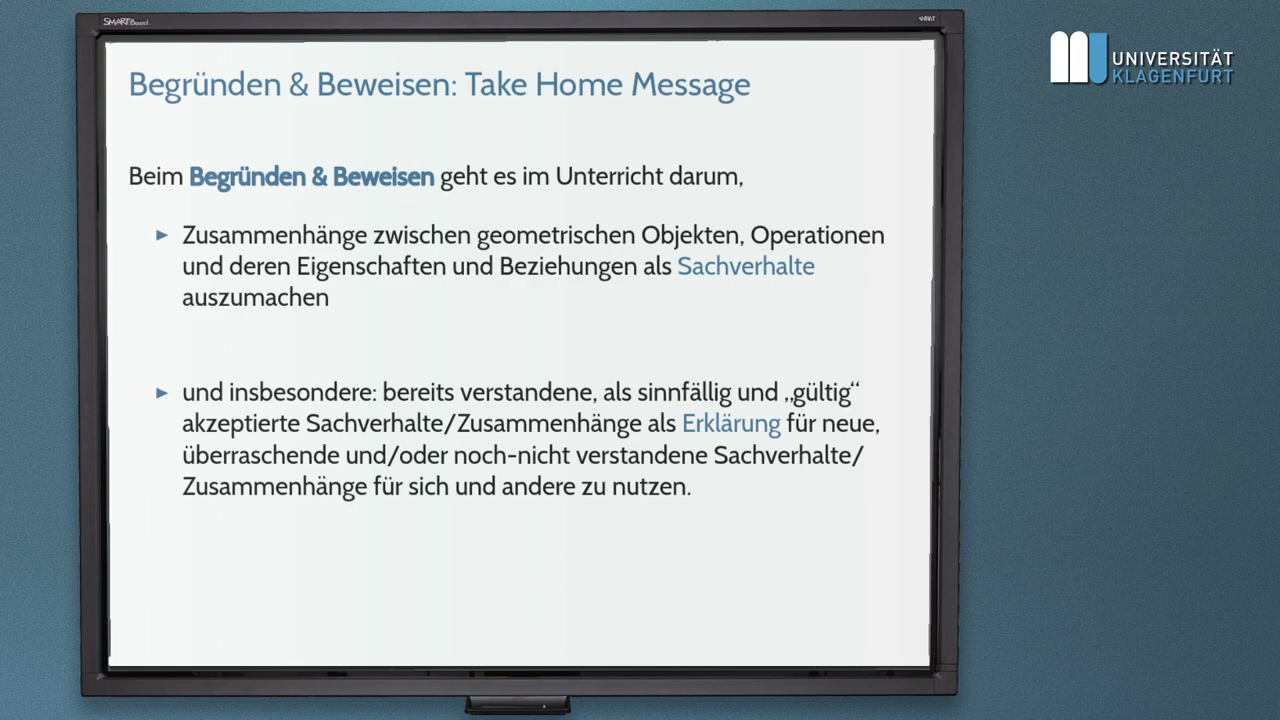 SMART Board
SMART
UNIVERSITÄT
KLAGENFURT
Begründen & Beweisen: Take Home Message
Beim Begründen & Beweisen geht es im Unterricht darum,
► Zusammenhänge zwischen geometrischen Objekten, Operationen
und deren Eigenschaften und Beziehungen als Sachverhalte
auszumachen
► und insbesondere: bereits verstandene, als sinnfällig und „gültig“
akzeptierte Sachverhalte/Zusammenhänge als Erklärung für neue,
überraschende und/oder noch-nicht verstandene Sachverhalte/
Zusammenhänge für sich und andere zu nutzen.